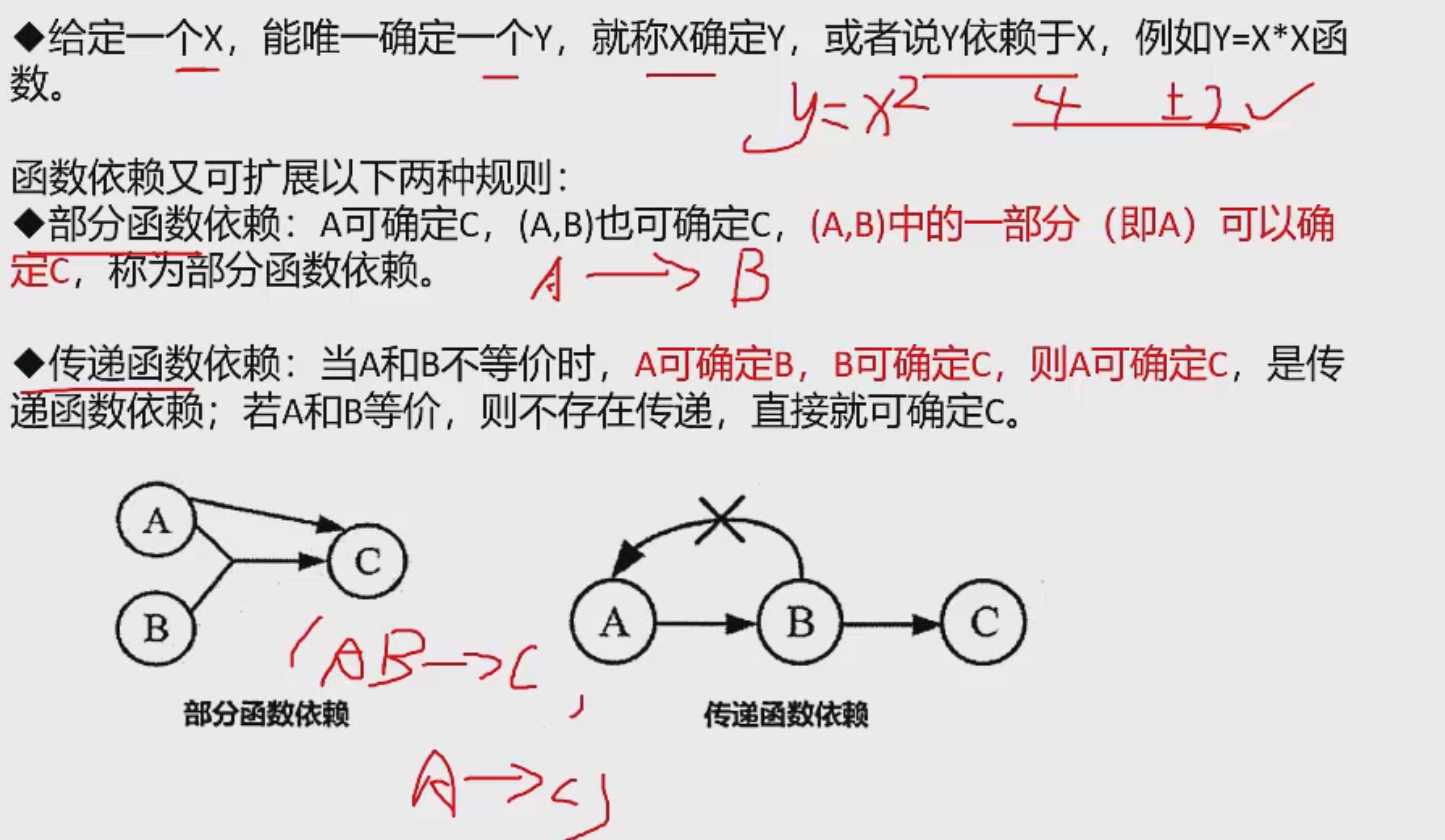 ◆给定一个X，能唯一确定一个Y，就称X确定Y，或者说Y依赖于X，例如Y=X*X函
数。
y=x² 4 ±2✓
函数依赖又可扩展以下两种规则：
◆部分函数依赖：A可确定C，(A,B)也可确定C，(A,B)中的一部分（即A）可以确
定C，称为部分函数依赖。
A→B
◆传递函数依赖：当A和B不等价时，A可确定B，B可确定C，则A可确定C，是传
递函数依赖；若A和B等价，则不存在传递，直接就可确定C。
A
C
B
A B C
(AB→C,
部分函数依赖
传递函数依赖
A→C)